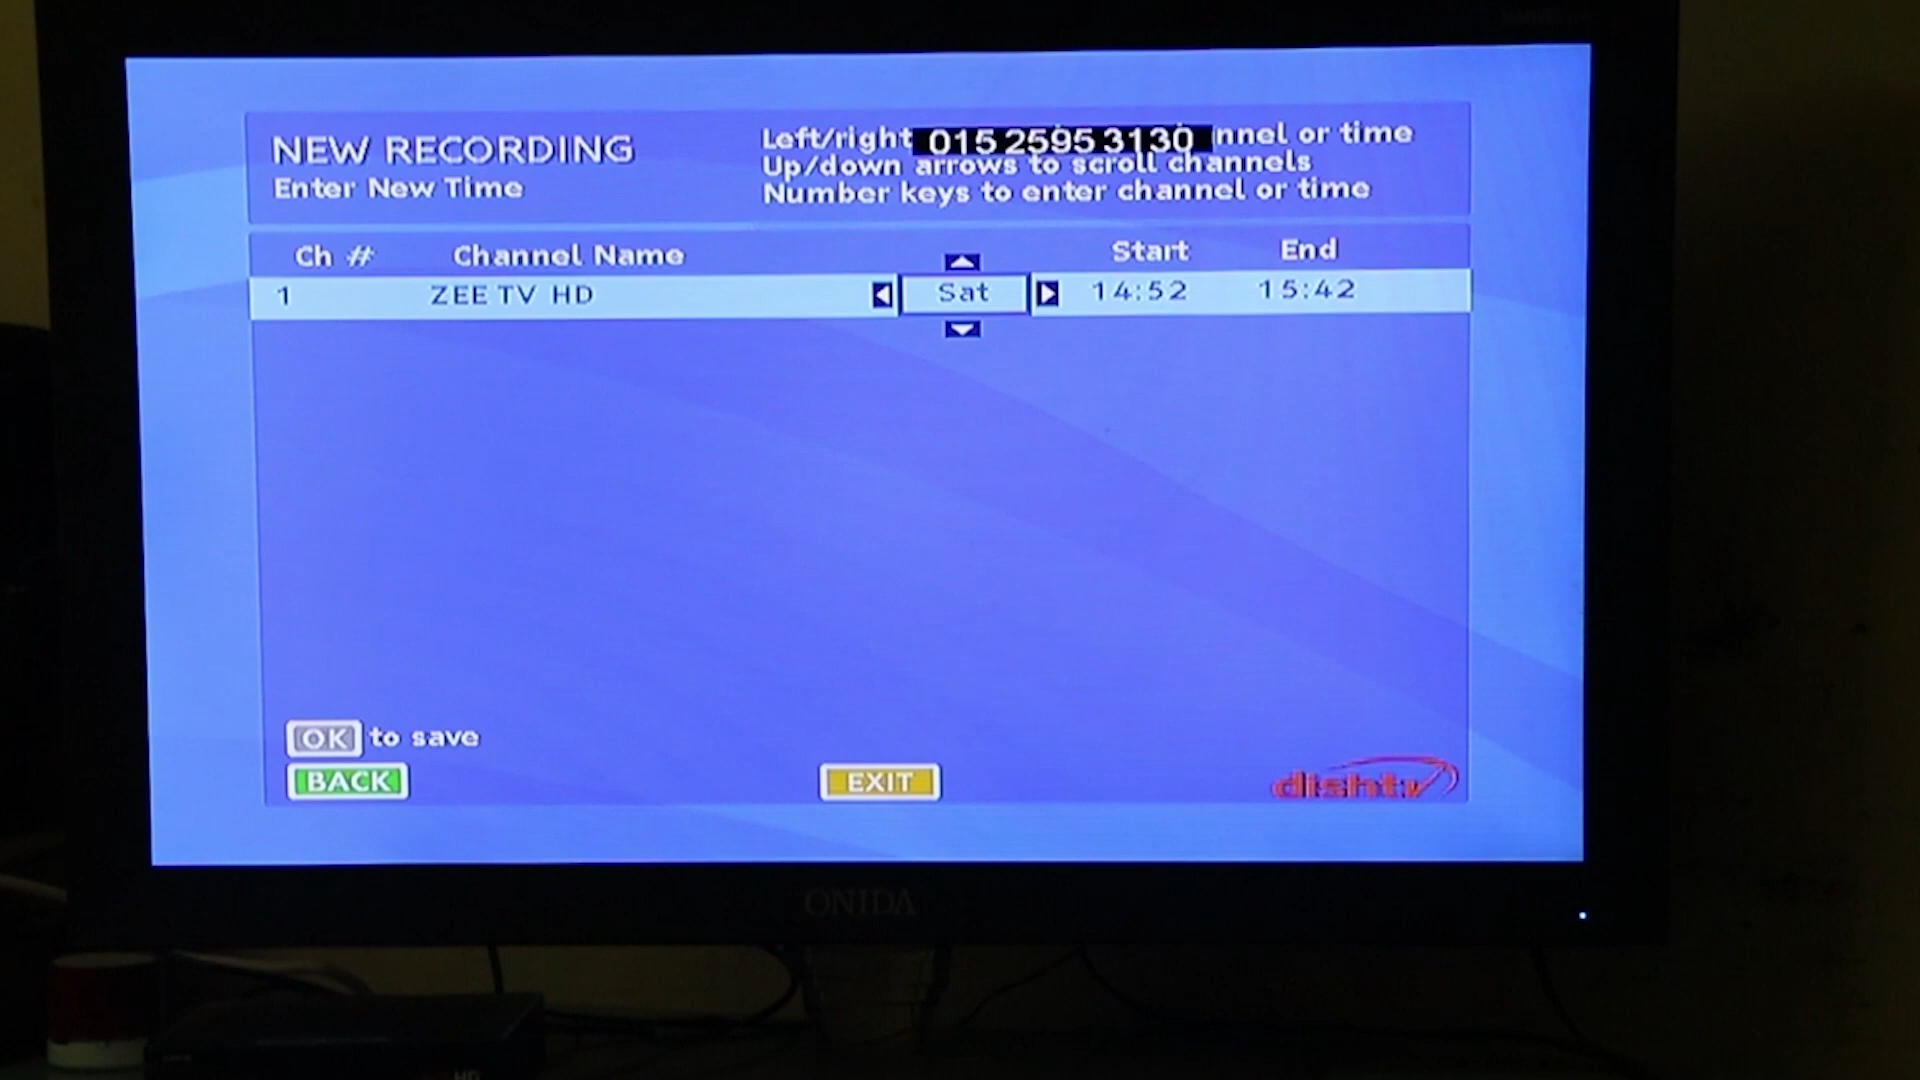 NEW RECORDING
Enter New Time
Left/right 015 2595 3130 nnel or time
Up/down arrows to scroll channels
Number keys to enter channel or time
Ch # Channel Name Start End
1 ZEE TV HD Sat 14:52 15:42
OK to save
BACK EXIT dishtv
ONIDA
HD